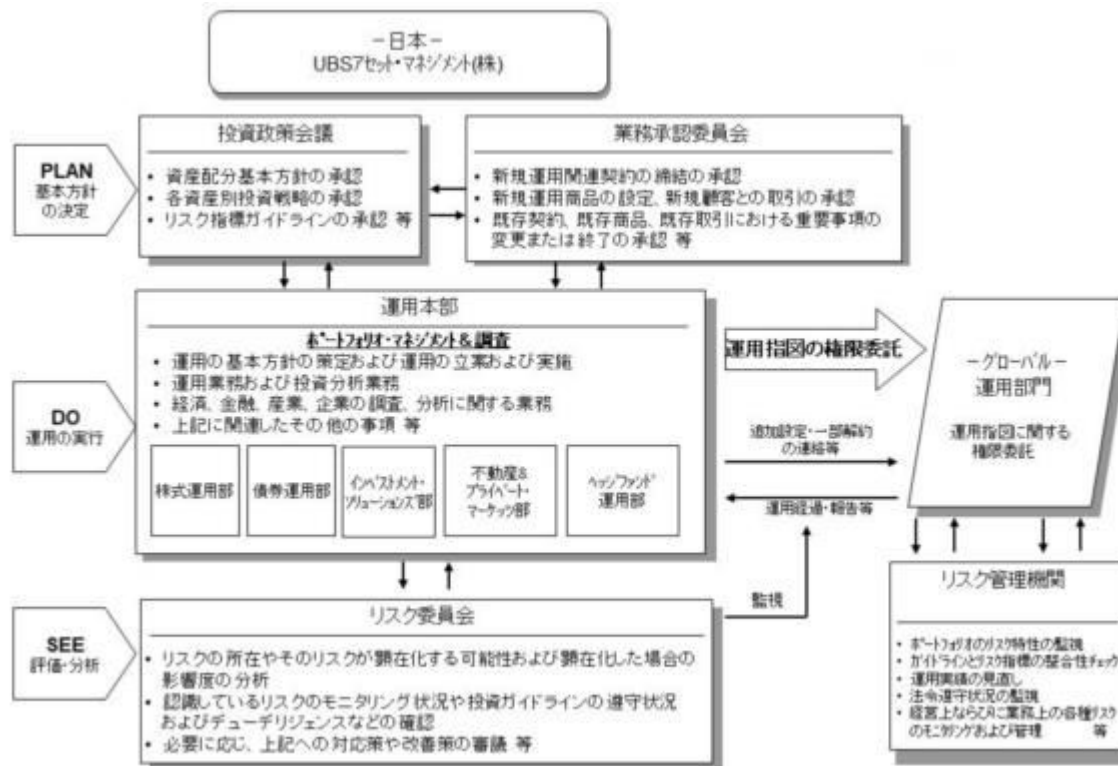 －日本－
UBSアセット・マネジメント(株)
PLAN
基本方針
の決定
投資政策会議
• 資産配分基本方針の承認
• 各資産別投資戦略の承認
• リスク指標ガイドラインの承認 等
業務承認委員会
• 新規運用関連契約の締結の承認
• 新規運用商品の設定、新規顧客との取引の承認
• 既存契約、既存商品、既存取引における重要事項の
変更または終了の承認 等
DO
運用の実行
運用本部
ポートフォリオ・マネジメント＆調査
• 運用の基本方針の策定および運用の立案および実施
• 運用業務および投資分析業務
• 経済、金融、産業、企業の調査、分析に関する業務
• 上記に関連したその他の事項 等
株式運用部
債券運用部
インベストメント・
ソリューションズ部
不動産＆
プライベート・
マーケッツ部
ヘッジファンド
運用部
運用指図の権限委託
追加設定・一部解約
の連絡等
運用経過・報告等
監視
－グローバル－
運用部門
運用指図に関する
権限委託
SEE
評価・分析
リスク委員会
• リスクの所在やそのリスクが顕在化する可能性および顕在化した場合の
影響度の分析
• 認識しているリスクのモニタリング状況や投資ガイドラインの遵守状況
およびデューデリジェンスなどの確認
• 必要に応じ、上記への対応策や改善策の審議 等
リスク管理機関
• ポートフォリオのリスク特性の監視
• ガイドラインとリスク指標の整合性チェック
• 運用実績の見直し
• 法令遵守状況の監視
• 経営上ならびに業務上の各種リスク
のモニタリングおよび管理 等